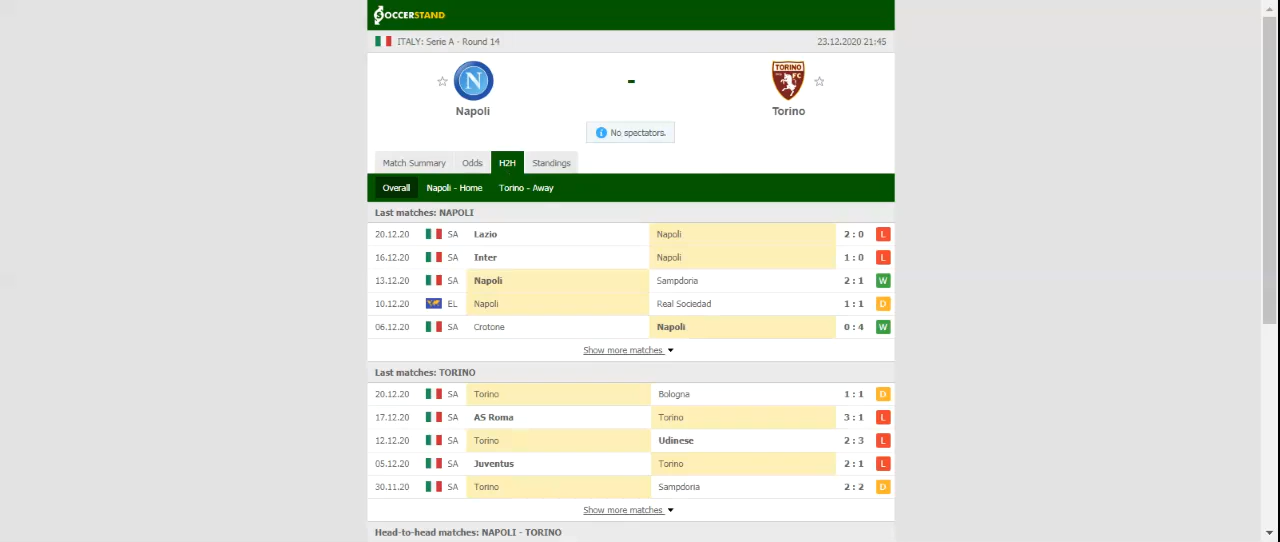 SOCCERSTAND
ITALY: Serie A - Round 14 23.12.2020 21:45
N TORINO FC
-
Napoli Torino
i No spectators.
Match Summary Odds H2H Standings
Overall Napoli - Home Torino - Away
Last matches: NAPOLI
20.12.20 SA Lazio Napoli 2 : 0 L
16.12.20 SA Inter Napoli 1 : 0 L
13.12.20 SA Napoli Sampdoria 2 : 1 W
10.12.20 EL Napoli Real Sociedad 1 : 1 D
06.12.20 SA Crotone Napoli 0 : 4 W
Show more matches
Last matches: TORINO
20.12.20 SA Torino Bologna 1 : 1 D
17.12.20 SA AS Roma Torino 3 : 1 L
12.12.20 SA Torino Udinese 2 : 3 L
05.12.20 SA Juventus Torino 2 : 1 L
30.11.20 SA Torino Sampdoria 2 : 2 D
Show more matches
Head-to-head matches: NAPOLI - TORINO